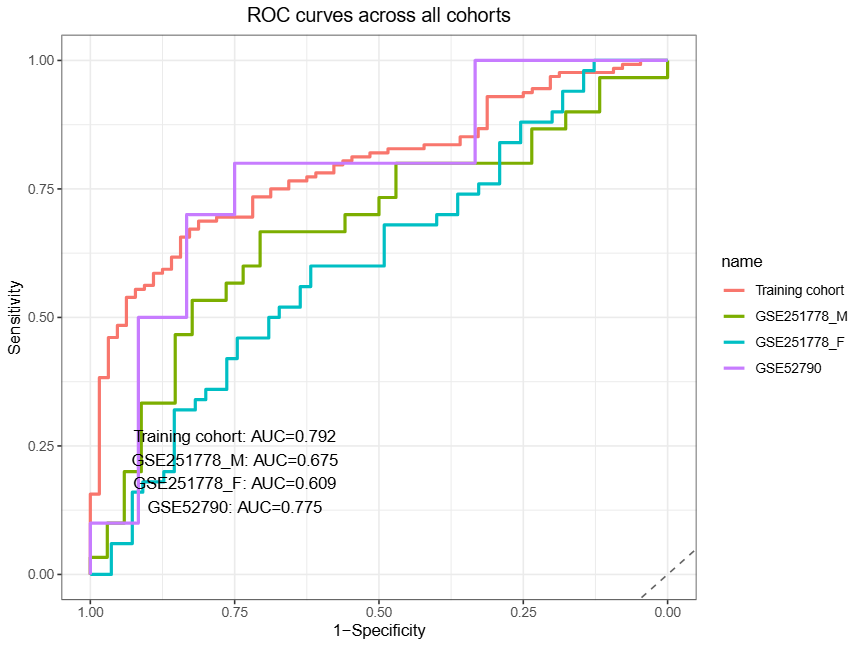 ROC curves across all cohorts
1.00
0.75
0.50
0.25
0.00
Sensitivity
Training cohort: AUC=0.792
GSE251778_M: AUC=0.675
GSE251778_F: AUC=0.609
GSE52790: AUC=0.775
1.00
0.75
0.50
0.25
0.00
1−Specificity
name
Training cohort
GSE251778_M
GSE251778_F
GSE52790